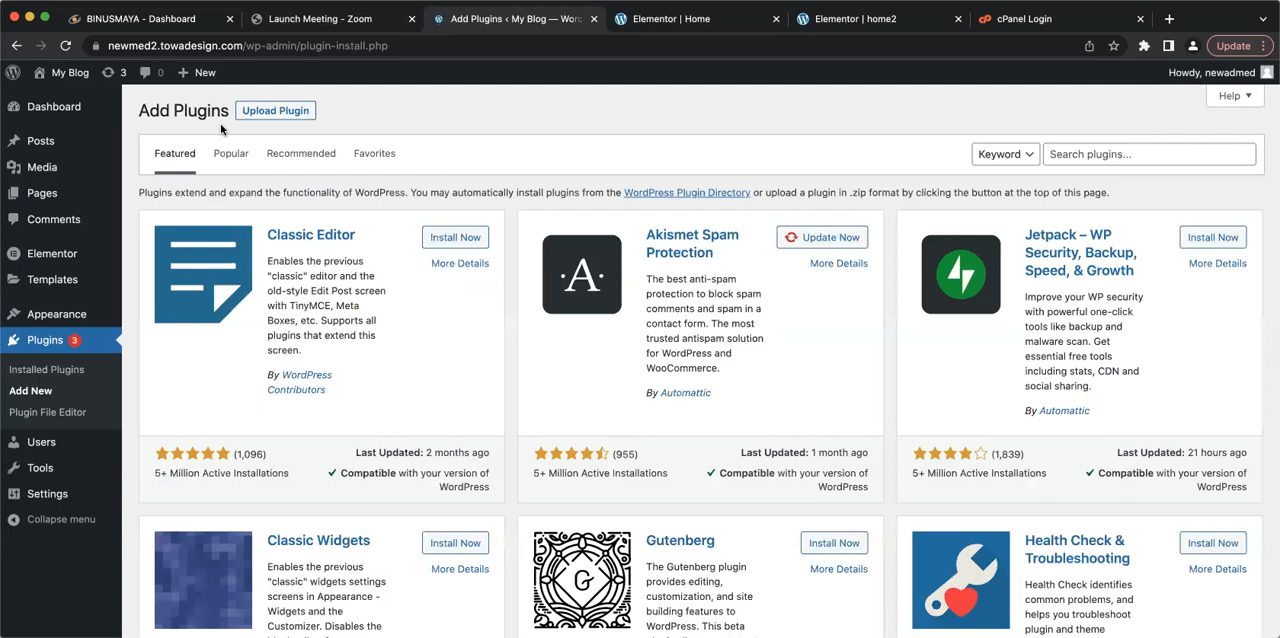 BINUSMAYA - Dashboard
Launch Meeting - Zoom
Add Plugins ‹ My Blog — Worc
Elementor | Home
Elementor | home2
cPanel Login
newmed2.towadesign.com/wp-admin/plugin-install.php
Update
My Blog
3
0
New
Howdy, newadmed
Dashboard
Posts
Media
Pages
Comments
Elementor
Templates
Appearance
Plugins 3
Installed Plugins
Add New
Plugin File Editor
Users
Tools
Settings
Collapse menu
Help
Add Plugins
Upload Plugin
Featured
Popular
Recommended
Favorites
Keyword
Search plugins...
Plugins extend and expand the functionality of WordPress. You may automatically install plugins from the WordPress Plugin Directory or upload a plugin in .zip format by clicking the button at the top of this page.
Classic Editor
Install Now
More Details
Enables the previous
"classic" editor and the
old-style Edit Post screen
with TinyMCE, Meta
Boxes, etc. Supports all
plugins that extend this
screen.
By WordPress
Contributors
(1,096)
5+ Million Active Installations
Last Updated: 2 months ago
Compatible with your version of
WordPress
A
Akismet Spam
Protection
Update Now
More Details
The best anti-spam
protection to block spam
comments and spam in a
contact form. The most
trusted antispam solution
for WordPress and
WooCommerce.
By Automattic
(955)
5+ Million Active Installations
Last Updated: 1 month ago
Compatible with your version of
WordPress
Jetpack – WP
Security, Backup,
Speed, & Growth
Install Now
More Details
Improve your WP security
with powerful one-click
tools like backup and
malware scan. Get
essential free tools
including stats, CDN and
social sharing.
By Automattic
(1,839)
5+ Million Active Installations
Last Updated: 21 hours ago
Compatible with your version of
WordPress
Classic Widgets
Install Now
More Details
Enables the previous
"classic" widgets settings
screens in Appearance -
Widgets and the
Customizer. Disables the
G
Gutenberg
Install Now
More Details
The Gutenberg plugin
provides editing,
customization, and site
building features to
WordPress. This beta
Health Check &
Troubleshooting
Install Now
More Details
Health Check identifies
common problems, and
helps you troubleshoot
plugin and theme